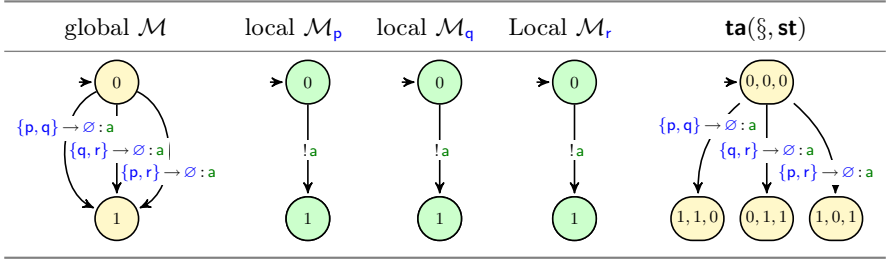 global ℳ local ℳp local ℳq Local ℳr ta(§, st)
0 0 0 0 0, 0, 0
{p, q} → ∅ : a {p, q} → ∅ : a
{q, r} → ∅ : a !a !a !a {q, r} → ∅ : a
{p, r} → ∅ : a {p, r} → ∅ : a
1 1 1 1 1, 1, 0 0, 1, 1 1, 0, 1